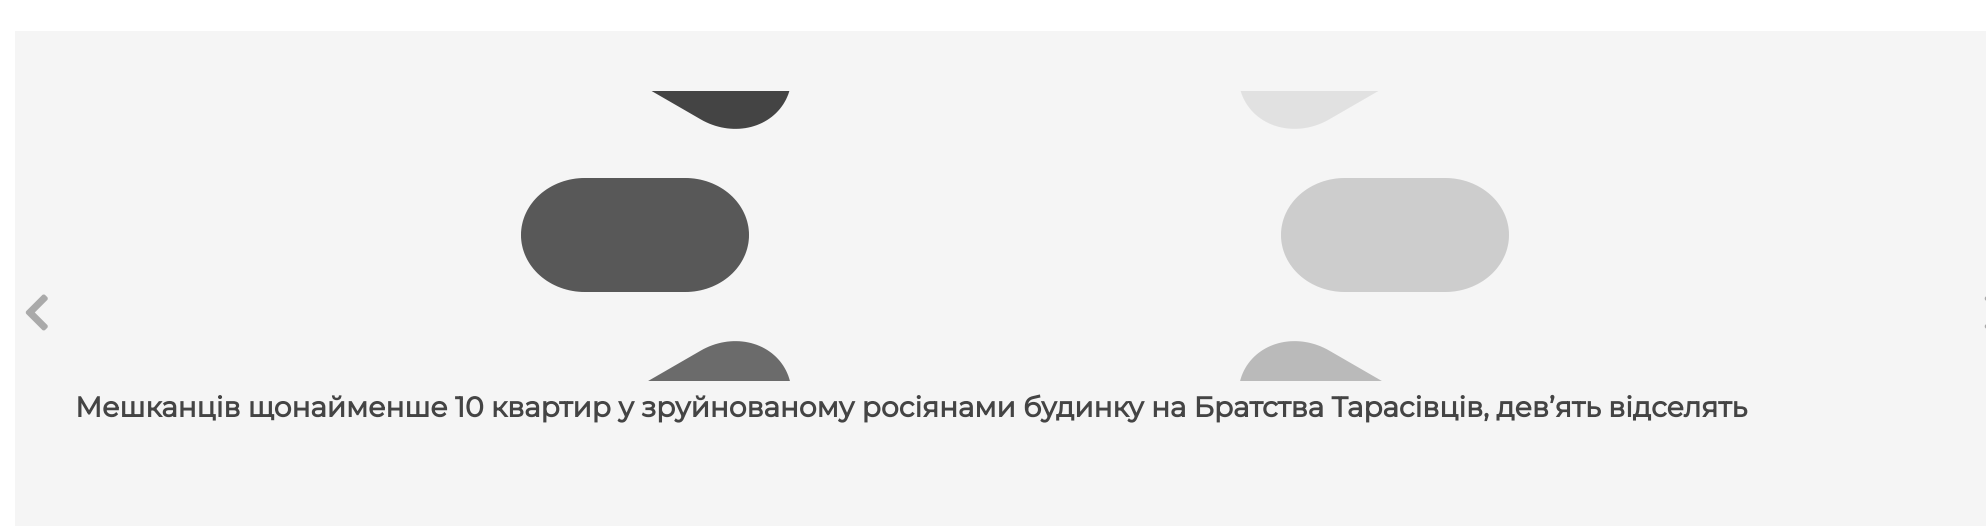 Мешканців щонайменше 10 квартир у зруйнованому росіянами будинку на Братства Тарасівців, дев’ять відселять